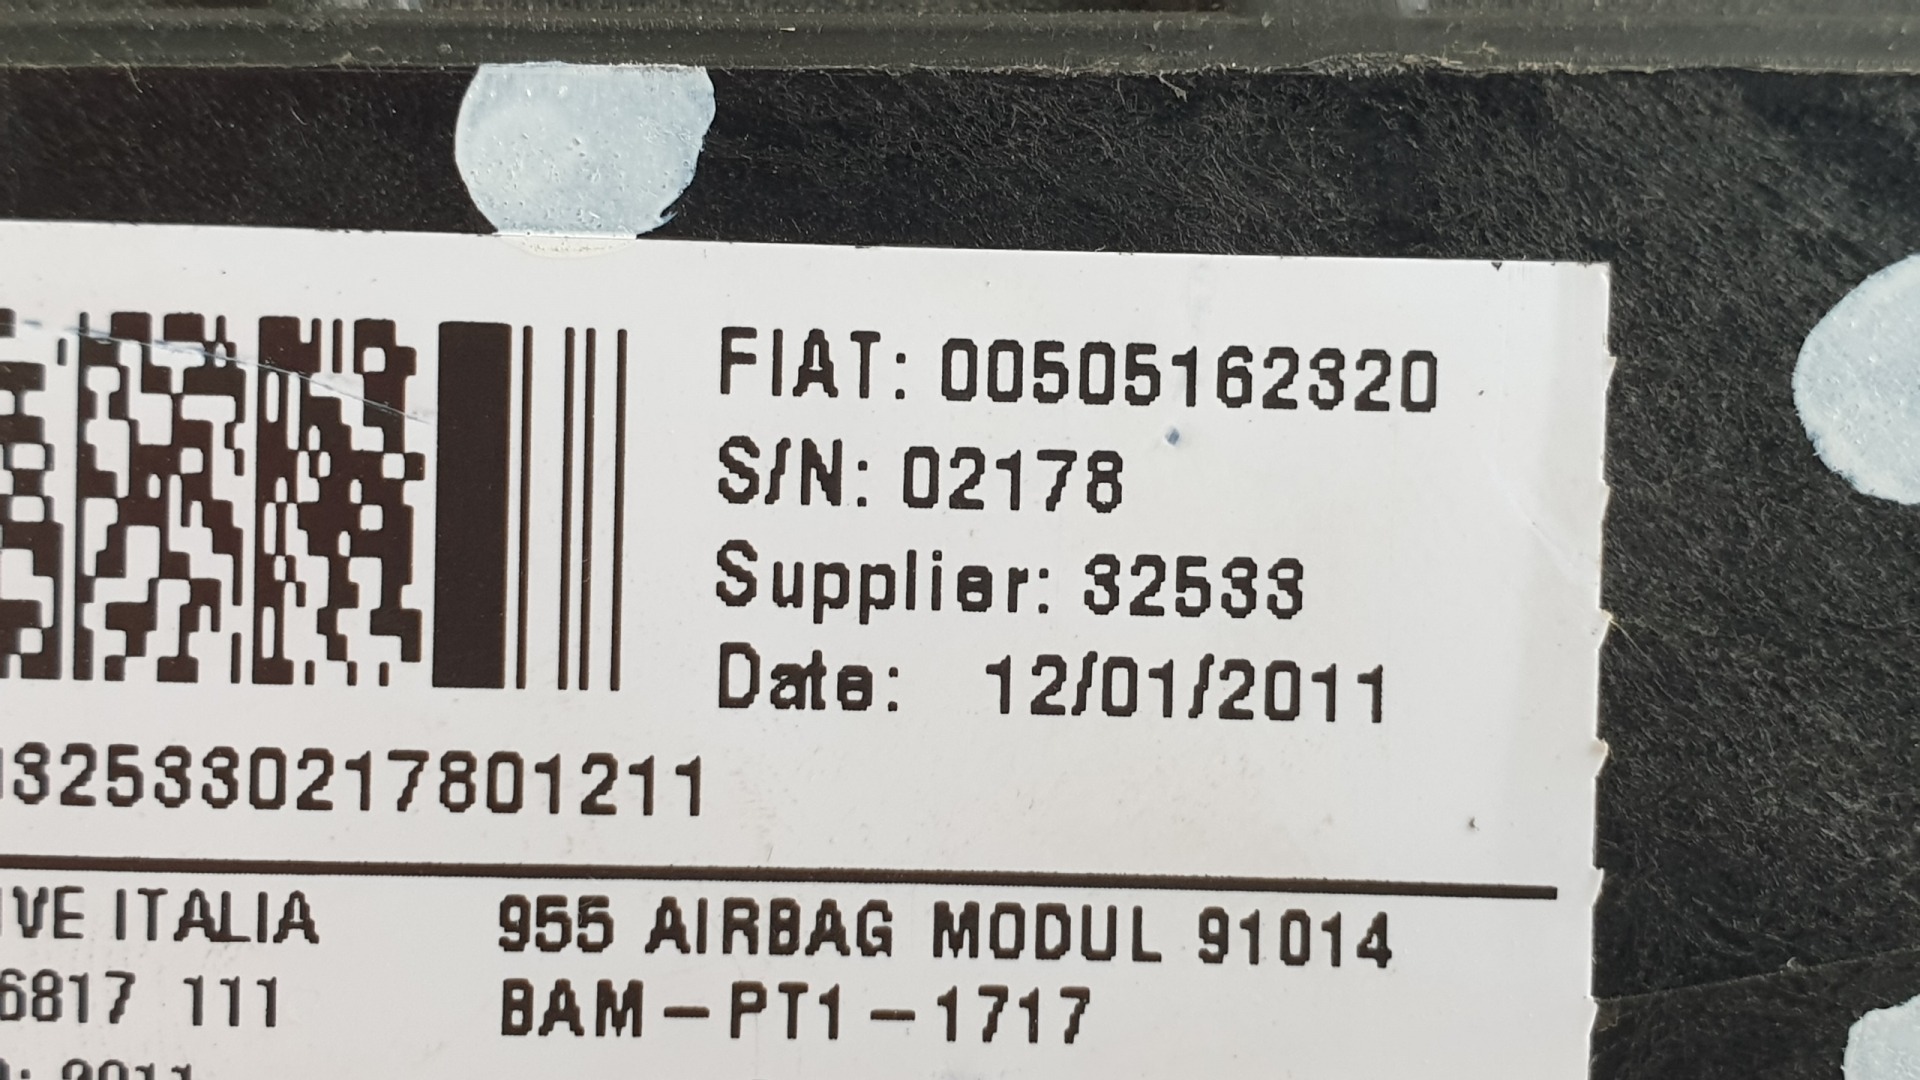 FIAT: 00505162320
S/N: 02178
Supplier: 32533
Date: 12/01/2011
325330217801211
VE ITALIA
955 AIRBAG MODUL 91014
6817 111
BAM-PT1-1717